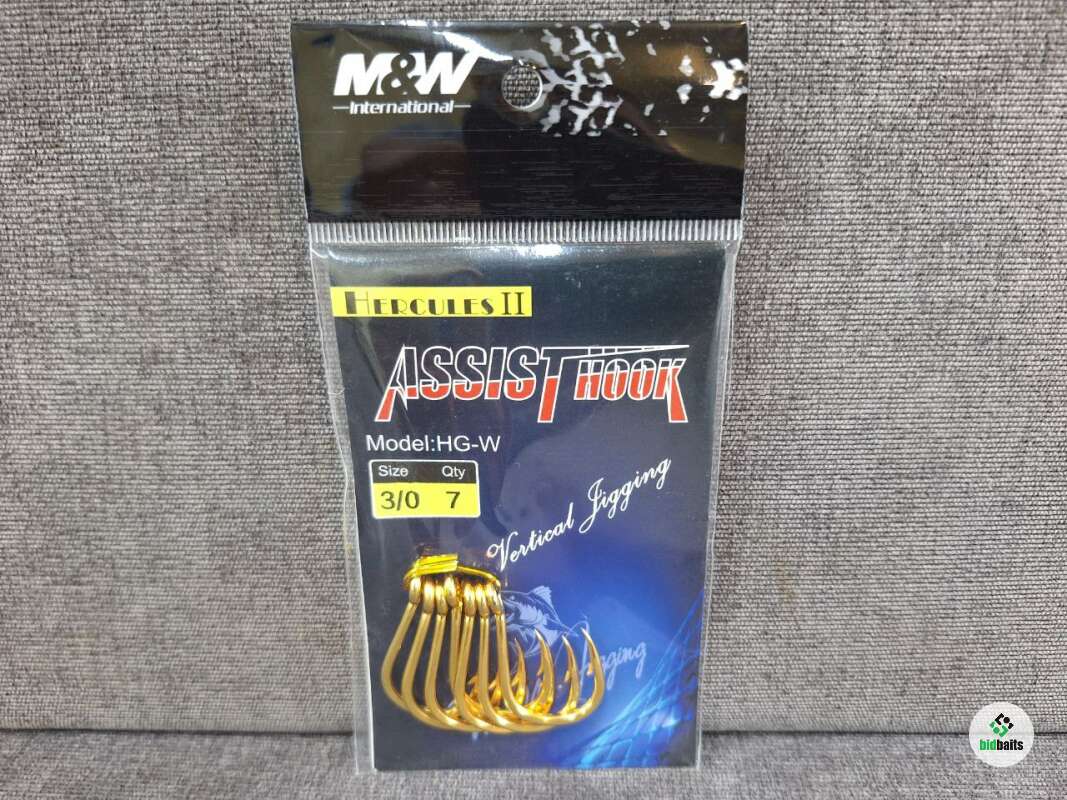 M&W
International
HERCULES II
ASSIST HOOK
Model:HG-W
Size Qty
3/0 7
Vertical Jigging
Jigging
bidbaits